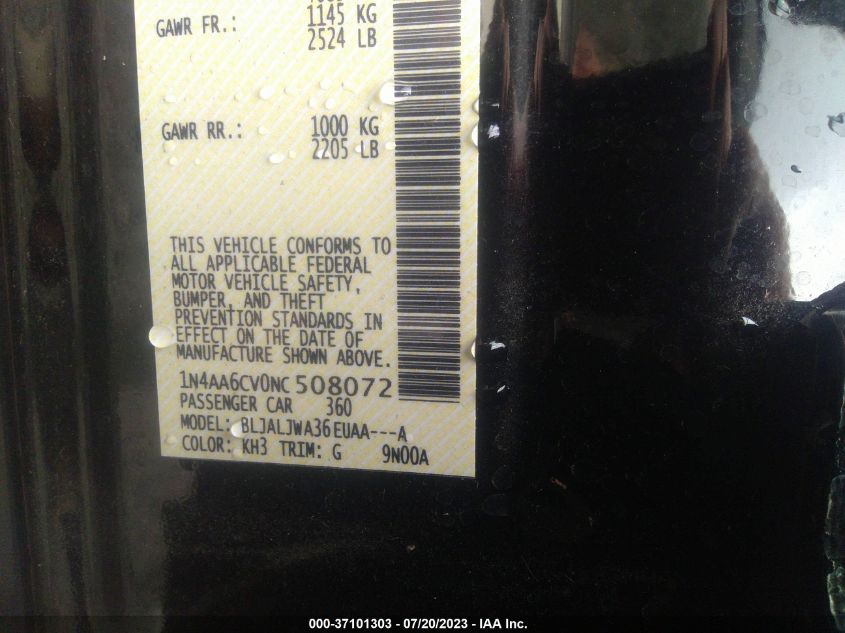 GAWR FR.: 1145 KG
2524 LB
GAWR RR.: 1000 KG
2205 LB
THIS VEHICLE CONFORMS TO
ALL APPLICABLE FEDERAL
MOTOR VEHICLE SAFETY,
BUMPER, AND THEFT
PREVENTION STANDARDS IN
EFFECT ON THE DATE OF
MANUFACTURE SHOWN ABOVE.
1N4AA6CV0NC508072
PASSENGER CAR 360
MODEL: BLJALJWA36EUAA---A
COLOR: KH3 TRIM: G 9N00A
000-37101303 - 07/20/2023 - IAA Inc.